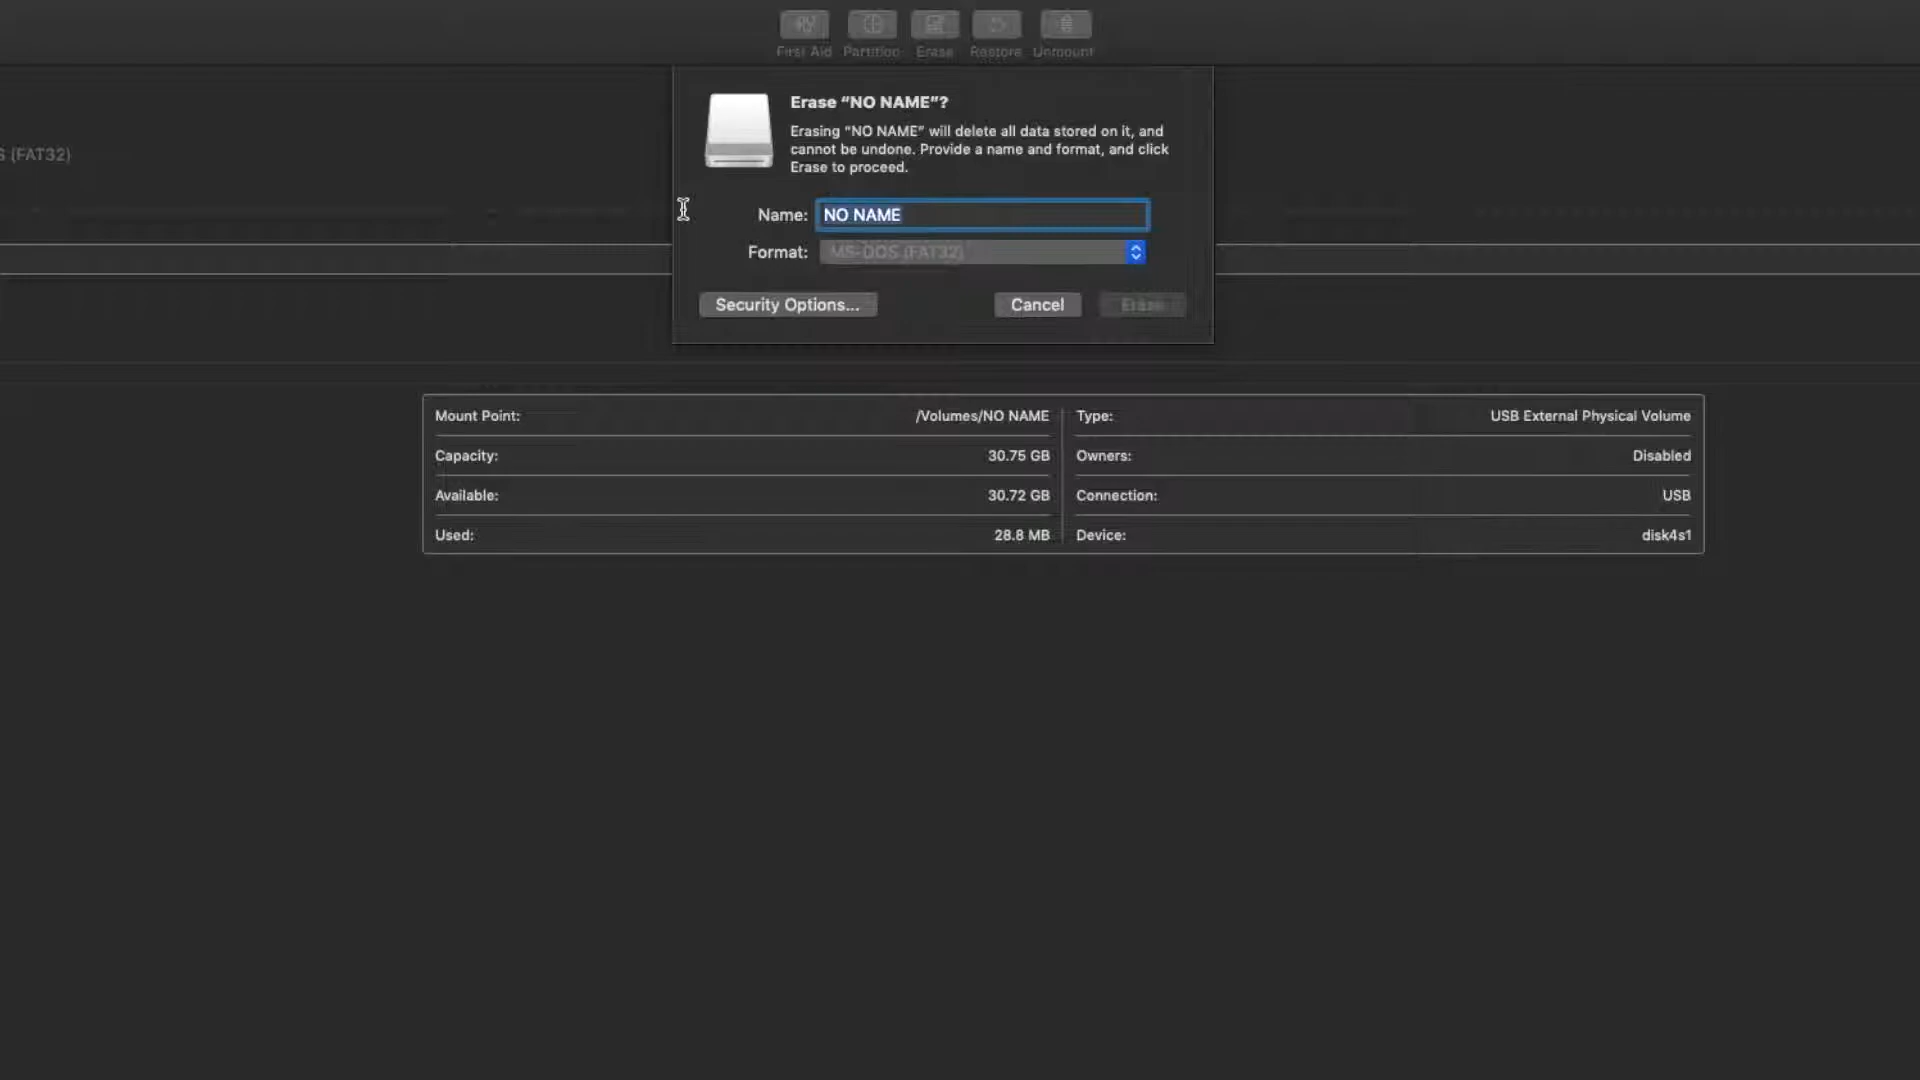 First Aid Partition Erase Restore Unmount
Erase “NO NAME”?
Erasing “NO NAME” will delete all data stored on it, and
cannot be undone. Provide a name and format, and click
Erase to proceed.
S (FAT32)
Name: NO NAME
Format: MS-DOS (FAT32)
Security Options... Cancel Erase
Mount Point: /Volumes/NO NAME Type: USB External Physical Volume
Capacity: 30.75 GB Owners: Disabled
Available: 30.72 GB Connection: USB
Used: 28.8 MB Device: disk4s1